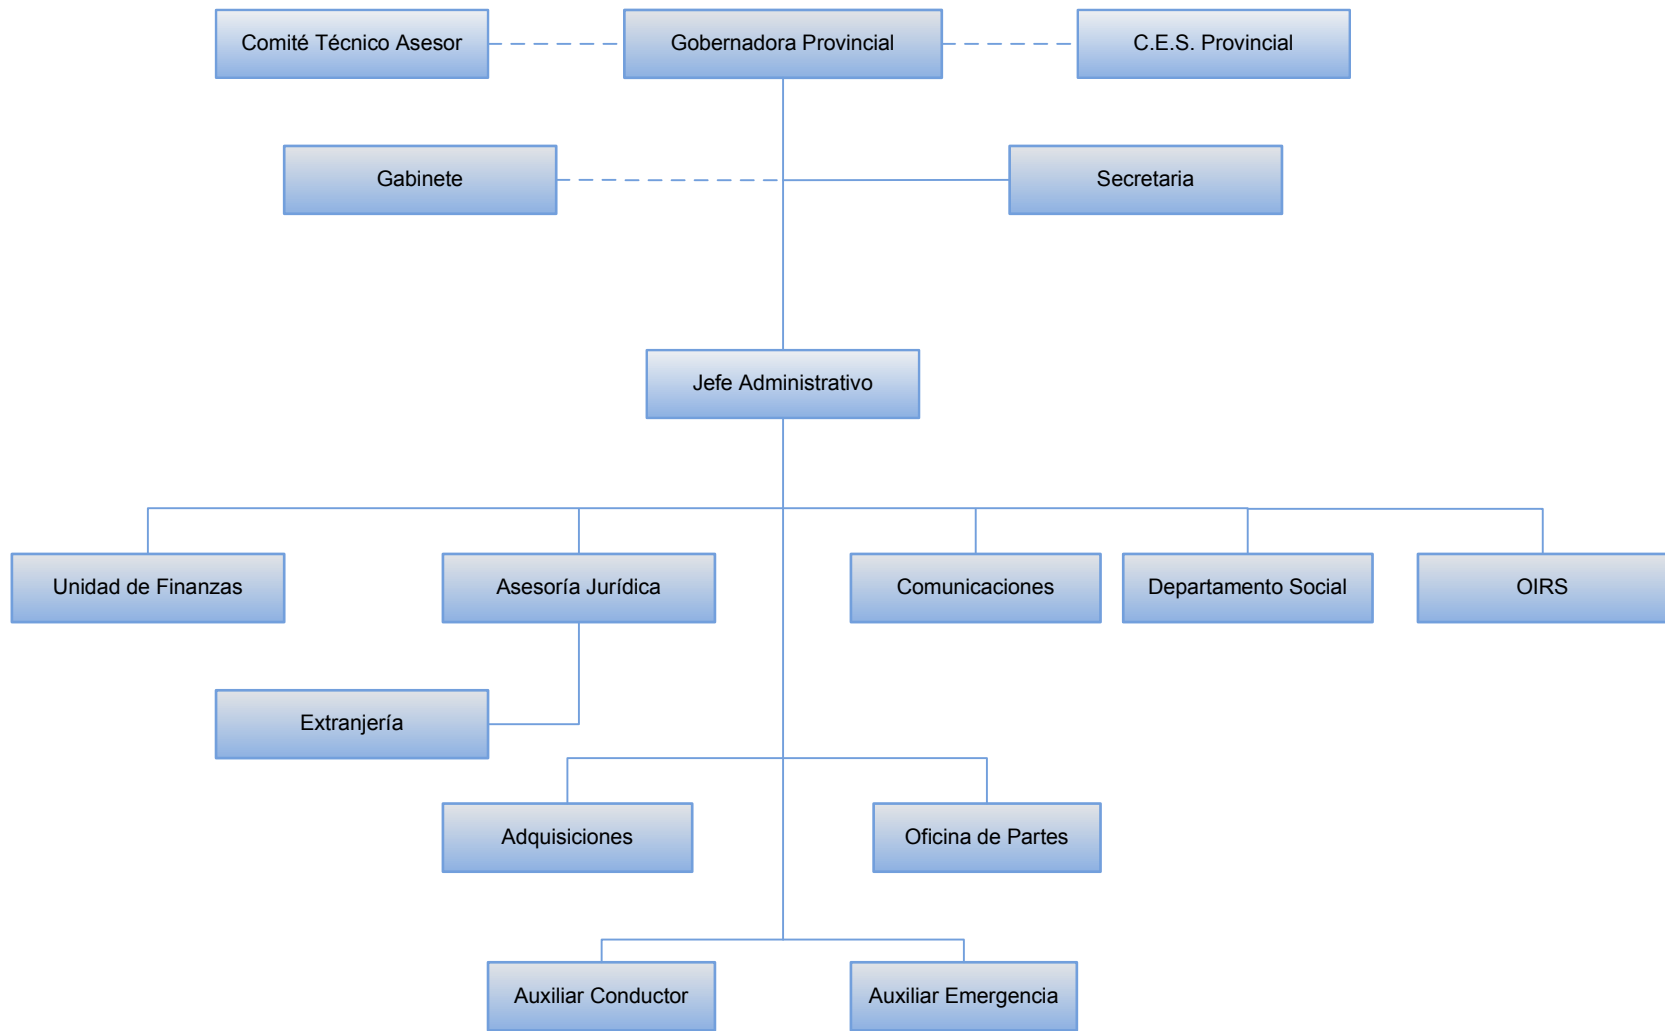 Comité Técnico Asesor
Gobernadora Provincial
C.E.S. Provincial
Gabinete
Secretaria
Jefe Administrativo
Unidad de Finanzas
Asesoría Jurídica
Comunicaciones
Departamento Social
OIRS
Extranjería
Adquisiciones
Oficina de Partes
Auxiliar Conductor
Auxiliar Emergencia